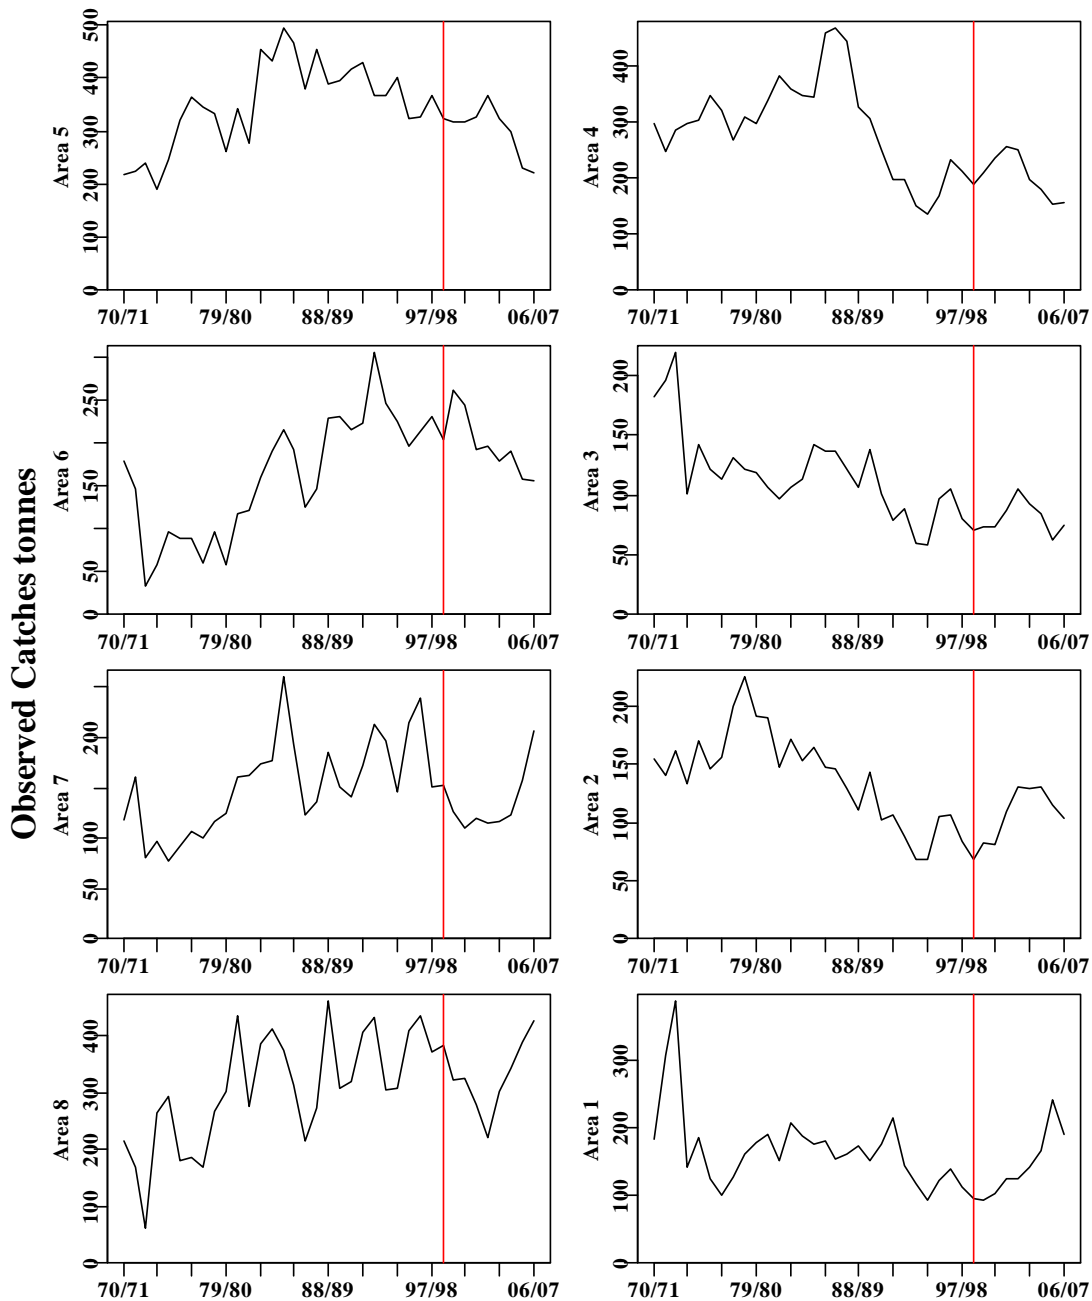 Observed Catches tonnes
Area 5
0 100 200 300 400 500
70/71 79/80 88/89 97/98 06/07
Area 4
0 100 200 300 400
70/71 79/80 88/89 97/98 06/07
Area 6
0 50 150 250
70/71 79/80 88/89 97/98 06/07
Area 3
0 50 100 150 200
70/71 79/80 88/89 97/98 06/07
Area 7
0 50 100 200
70/71 79/80 88/89 97/98 06/07
Area 2
0 50 100 150 200
70/71 79/80 88/89 97/98 06/07
Area 8
0 100 200 300 400
70/71 79/80 88/89 97/98 06/07
Area 1
0 100 200 300
70/71 79/80 88/89 97/98 06/07